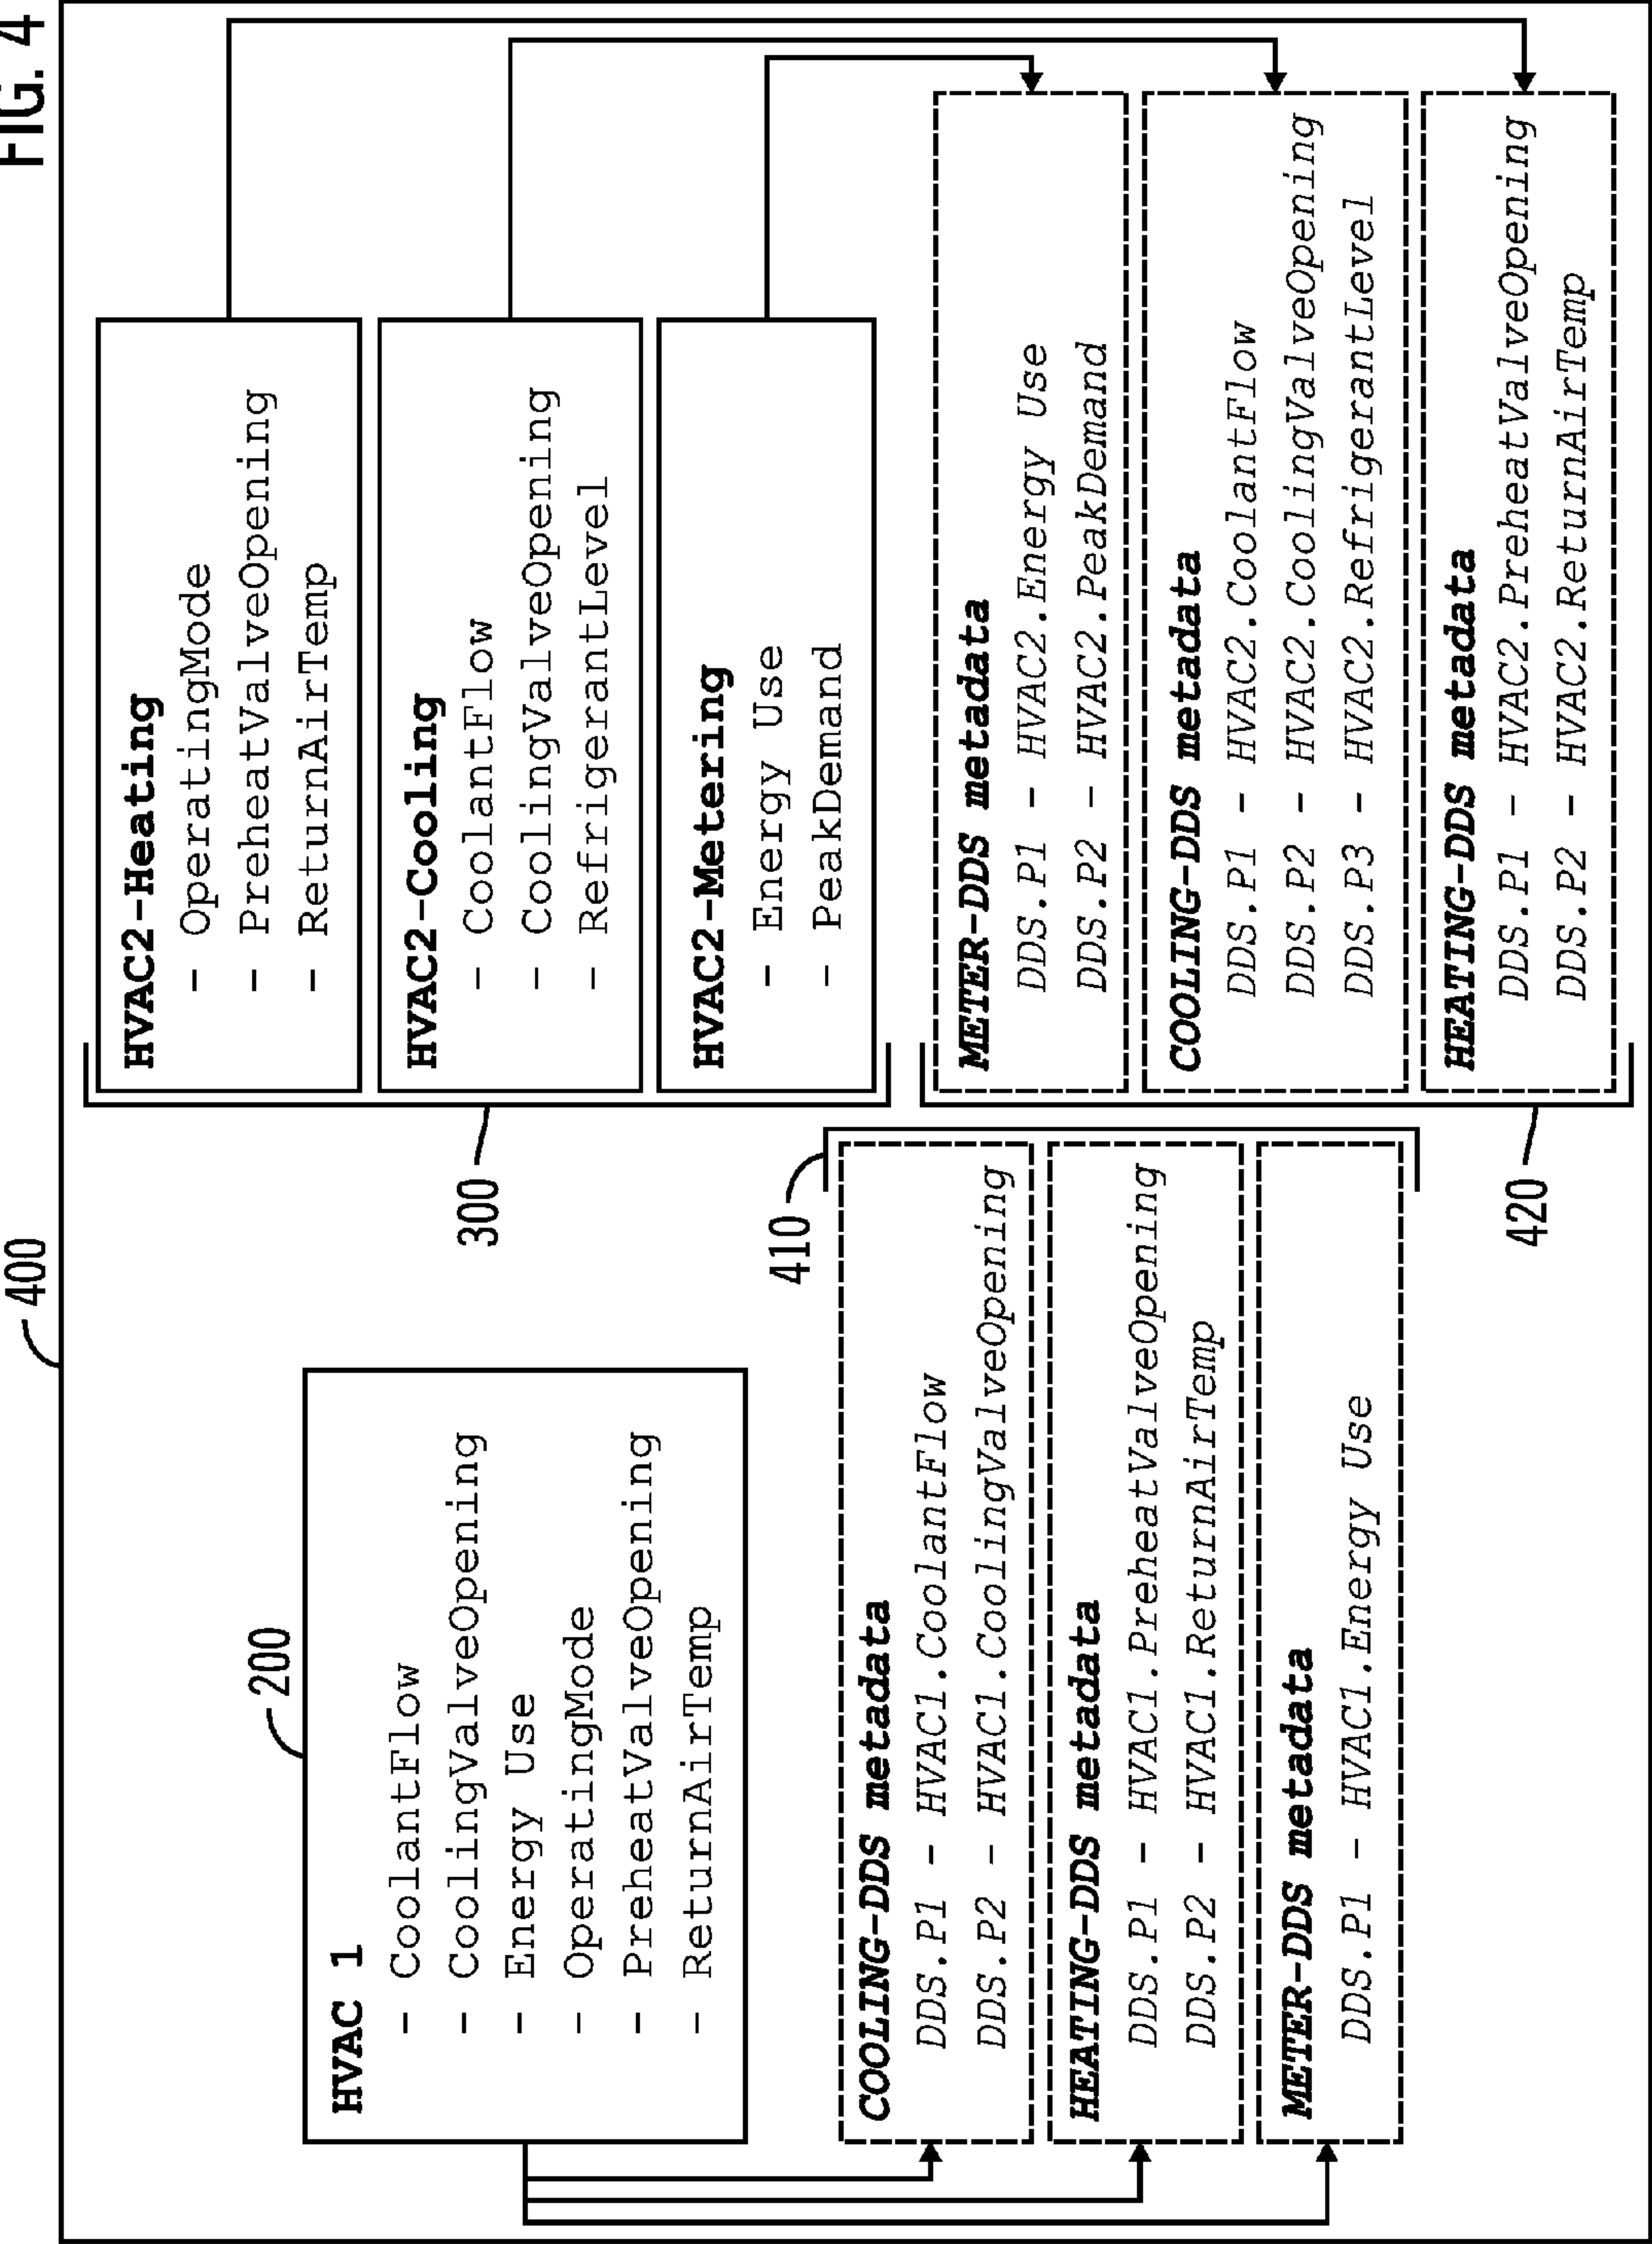 FIG. 4
400
200
HVAC 1
- CoolantFlow
- CoolingValveOpening
- Energy Use
- OperatingMode
- PreheatValveOpening
- ReturnAirTemp
410
COOLING-DDS metadata
DDS.P1 - HVAC1.CoolantFlow
DDS.P2 - HVAC1.CoolingValveOpening
HEATING-DDS metadata
DDS.P1 - HVAC1.PreheatValveOpening
DDS.P2 - HVAC1.ReturnAirTemp
METER-DDS metadata
DDS.P1 - HVAC1.Energy Use
300
HVAC2-Heating
- OperatingMode
- PreheatValveOpening
- ReturnAirTemp
HVAC2-Cooling
- CoolantFlow
- CoolingValveOpening
- RefrigerantLevel
HVAC2-Metering
- Energy Use
- PeakDemand
METER-DDS metadata
DDS.P1 - HVAC2.Energy Use
DDS.P2 - HVAC2.PeakDemand
COOLING-DDS metadata
DDS.P1 - HVAC2.CoolantFlow
DDS.P2 - HVAC2.CoolingValveOpening
DDS.P3 - HVAC2.RefrigerantLevel
HEATING-DDS metadata
DDS.P1 - HVAC2.PreheatValveOpening
DDS.P2 - HVAC2.ReturnAirTemp
420